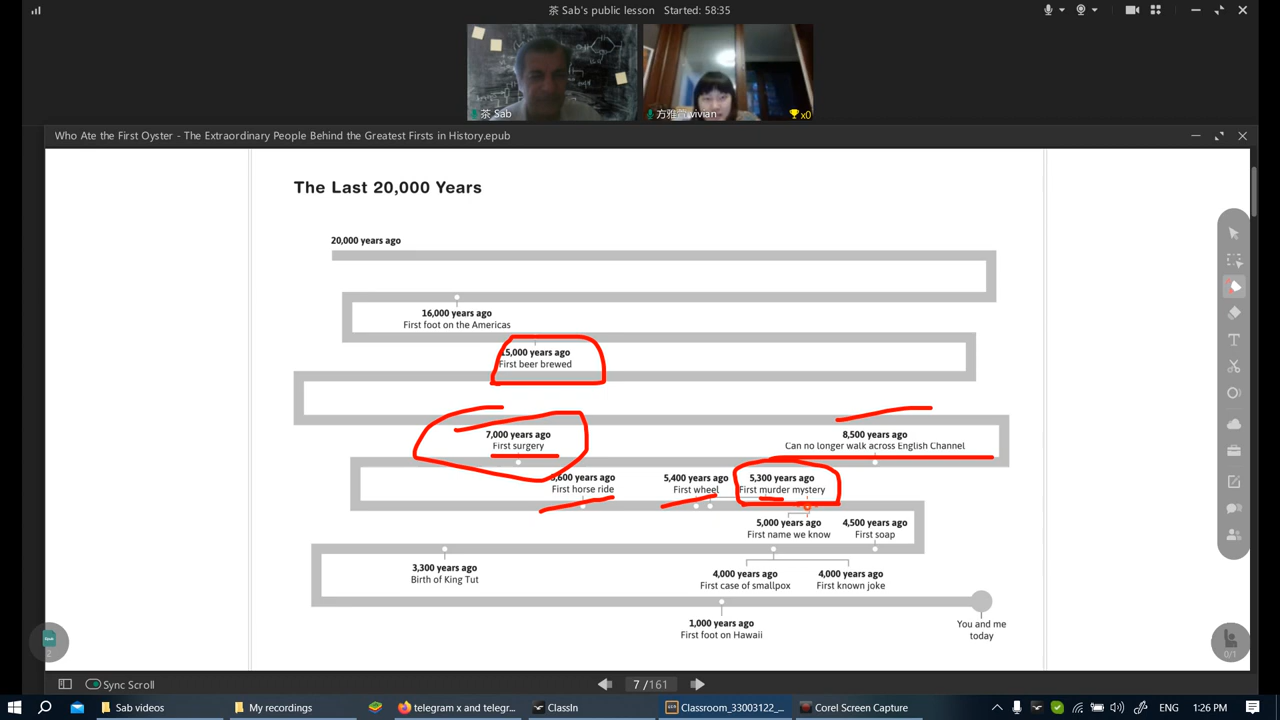 茶 Sab's public lesson Started: 58:35
茶 Sab
vivian
x0
Who Ate the First Oyster - The Extraordinary People Behind the Greatest Firsts in History.epub
The Last 20,000 Years
20,000 years ago
16,000 years ago
First foot on the Americas
15,000 years ago
First beer brewed
7,000 years ago
First surgery
8,500 years ago
Can no longer walk across English Channel
5,600 years ago
First horse ride
5,400 years ago
First wheel
5,300 years ago
First murder mystery
5,000 years ago
First name we know
4,500 years ago
First soap
3,300 years ago
Birth of King Tut
4,000 years ago
First case of smallpox
4,000 years ago
First known joke
1,000 years ago
First foot on Hawaii
You and me
today
2
0/1
Sync Scroll
7 /161
Sab videos
My recordings
telegram x and telegr...
ClassIn
Classroom_33003122_...
Corel Screen Capture
ENG
1:26 PM